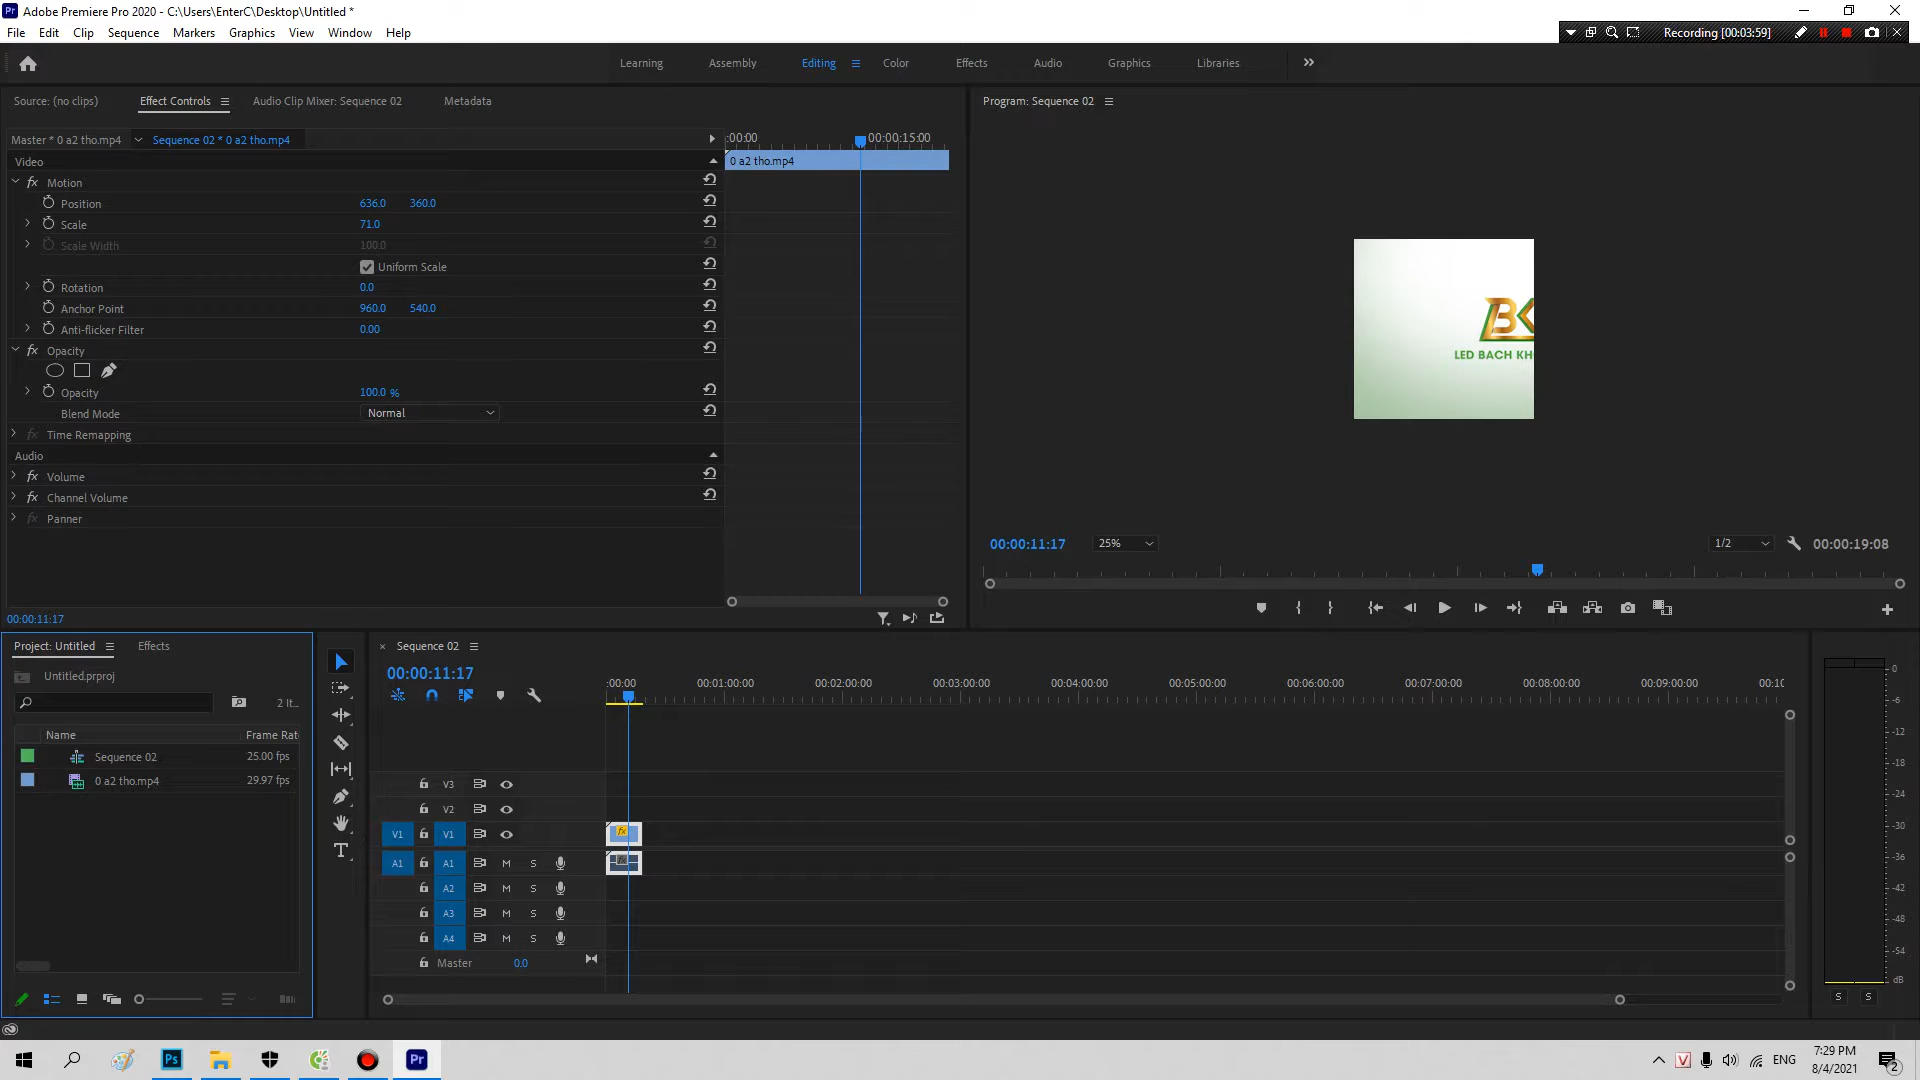 Adobe Premiere Pro 2020 - C:\Users\EnterC\Desktop\Untitled *
File Edit Clip Sequence Markers Graphics View Window Help
Recording [00:03:59]
Learning Assembly Editing Color Effects Audio Graphics Libraries
Source: (no clips) Effect Controls Audio Clip Mixer: Sequence 02 Metadata
Program: Sequence 02
Master * 0 a2 tho.mp4 Sequence 02 * 0 a2 tho.mp4
:00:00 00:00:15:00
Video
0 a2 tho.mp4
fx Motion
Position 636.0 360.0
Scale 71.0
Scale Width 100.0
Uniform Scale
Rotation 0.0
Anchor Point 960.0 540.0
Anti-flicker Filter 0.00
fx Opacity
Opacity 100.0 %
Blend Mode Normal
fx Time Remapping
Audio
fx Volume
fx Channel Volume
fx Panner
BK
LED BACH KH
00:00:11:17 25% 1/2 00:00:19:08
00:00:11:17
Project: Untitled Effects
Untitled.prproj
2 It...
Name Frame Rat
Sequence 02 25.00 fps
0 a2 tho.mp4 29.97 fps
× Sequence 02
00:00:11:17
:00:00 00:01:00:00 00:02:00:00 00:03:00:00 00:04:00:00 00:05:00:00 00:06:00:00 00:07:00:00 00:08:00:00 00:09:00:00 00:10
V3
V2
V1 V1 fx
A1 A1 M S fx
A2 M S
A3 M S
A4 M S
Master 0.0
0
-6
-12
-18
-24
-30
-36
-42
-48
-54
dB
S S
Ps Pr
V ENG
7:29 PM
8/4/2021
2